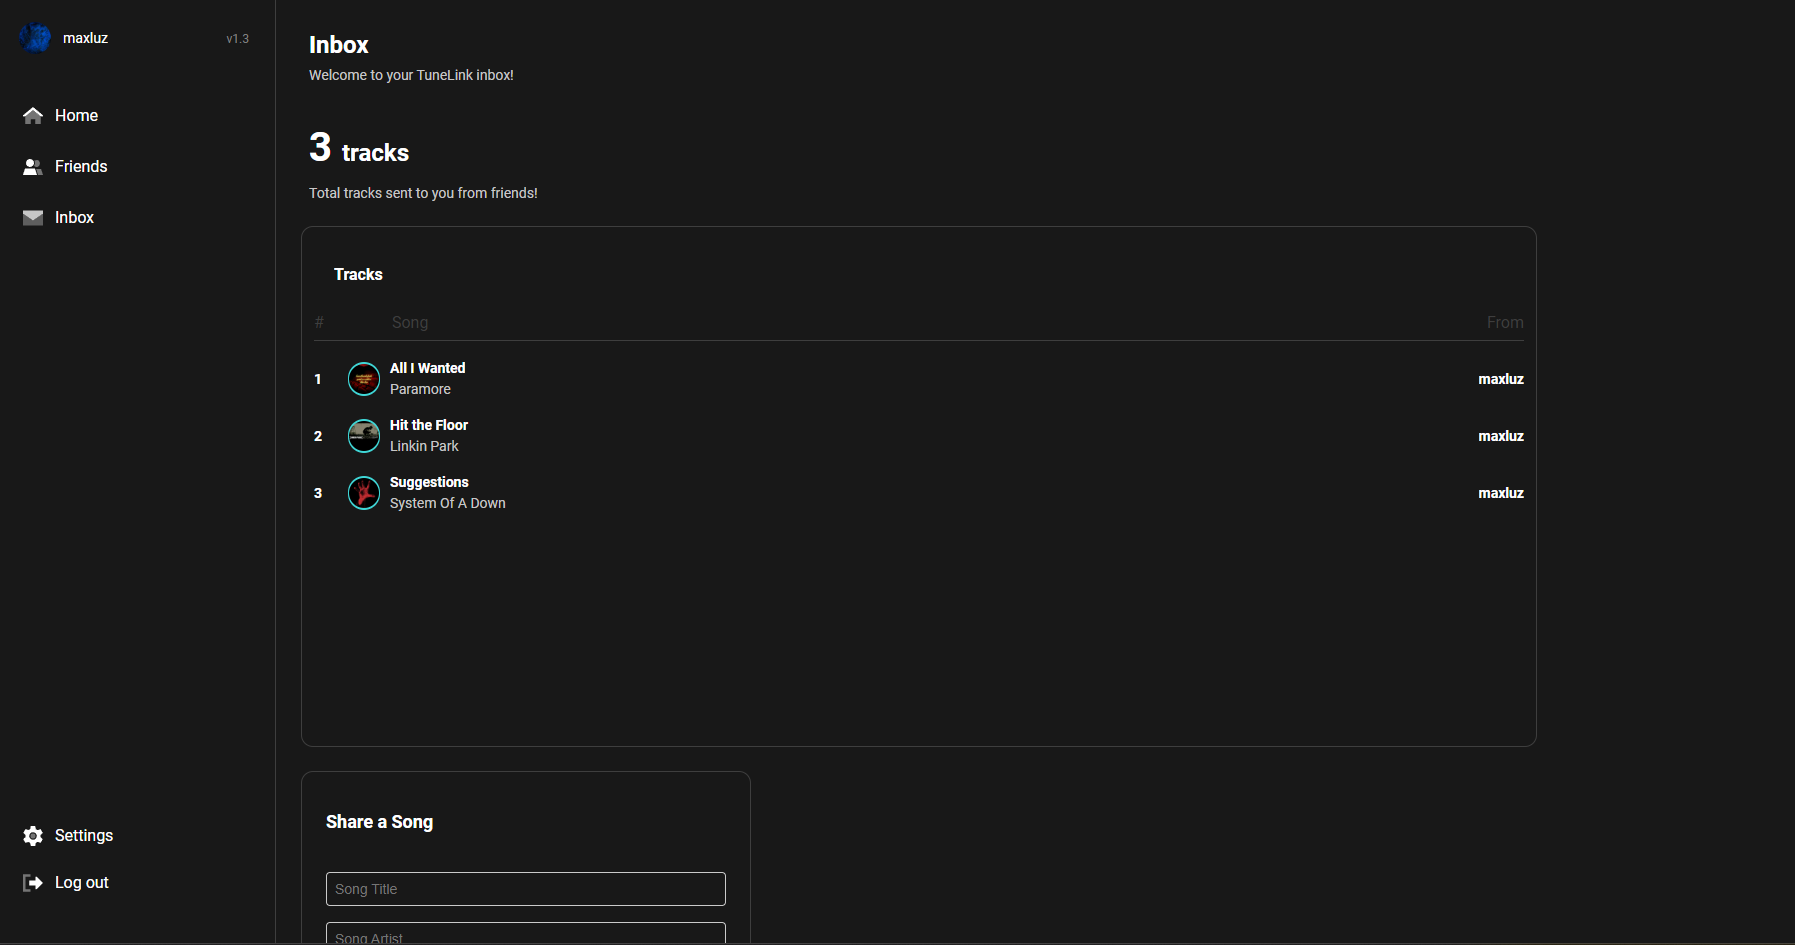 maxluz
v1.3
Home
Friends
Inbox
Settings
Log out
Inbox
Welcome to your TuneLink inbox!
3 tracks
Total tracks sent to you from friends!
Tracks
# Song From
1 All I Wanted maxluz
Paramore
2 Hit the Floor maxluz
Linkin Park
3 Suggestions maxluz
System Of A Down
Share a Song
Song Title
Song Artist